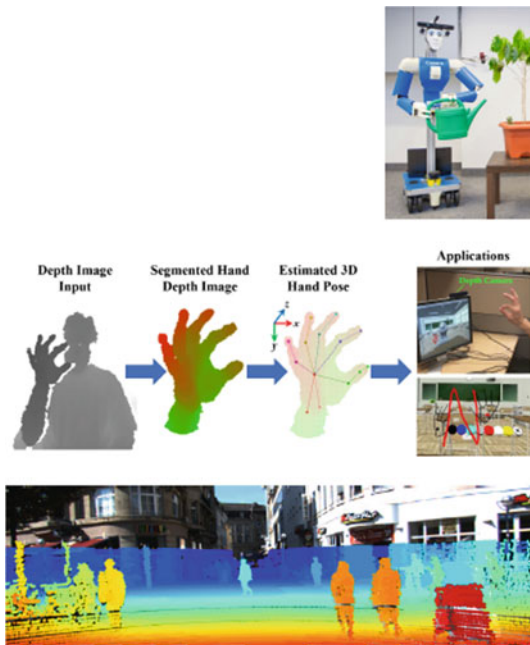 Depth Image
Input
Segmented Hand
Depth Image
Estimated 3D
Hand Pose
Applications
z
x
y
Depth Camera